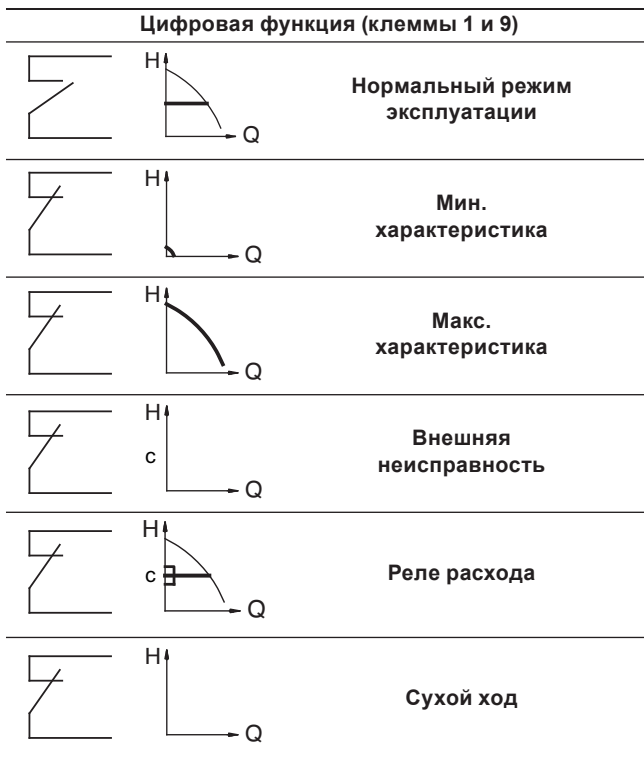 Цифровая функция (клеммы 1 и 9)
H
Q
Нормальный режим
эксплуатации
H
Q
Мин.
характеристика
H
Q
Макс.
характеристика
H
c
Q
Внешняя
неисправность
H
c
Q
Реле расхода
H
Q
Сухой ход